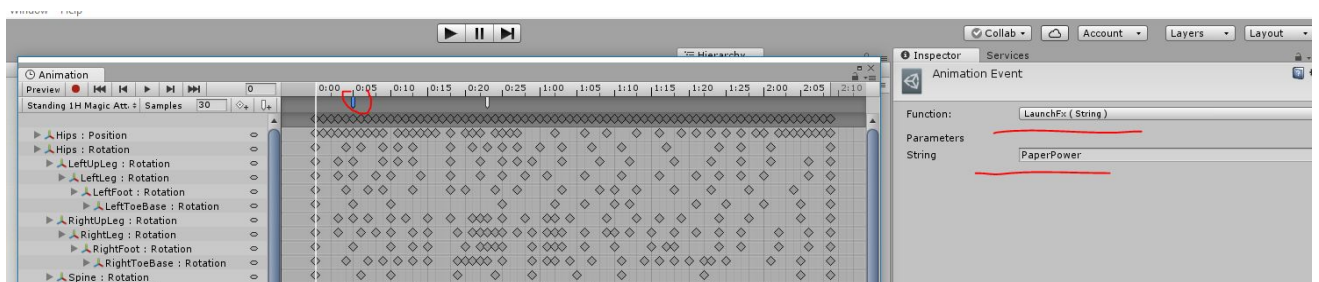 Window Help
Collab
Account
Layers
Layout
Hierarchy
Inspector Services
Animation
Animation Event
Preview 0
0:00 0:05 0:10 0:15 0:20 0:25 1:00 1:05 1:10 1:15 1:20 1:25 2:00 2:05 2:10
Standing 1H Magic Att. Samples 30
Function: LaunchFx ( String )
Parameters
String PaperPower
Hips : Position
Hips : Rotation
LeftUpLeg : Rotation
LeftLeg : Rotation
LeftFoot : Rotation
LeftToeBase : Rotation
RightUpLeg : Rotation
RightLeg : Rotation
RightFoot : Rotation
RightToeBase : Rotation
Spine : Rotation